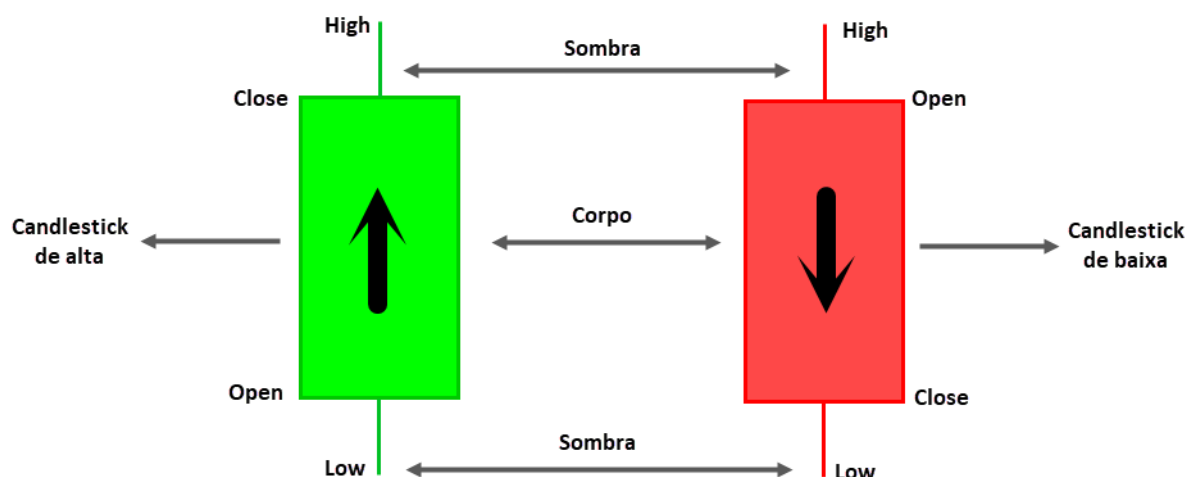 High
Sombra
High
Close
Open
Candlestick
de alta
Corpo
Candlestick
de baixa
Open
Close
Sombra
Low
Low